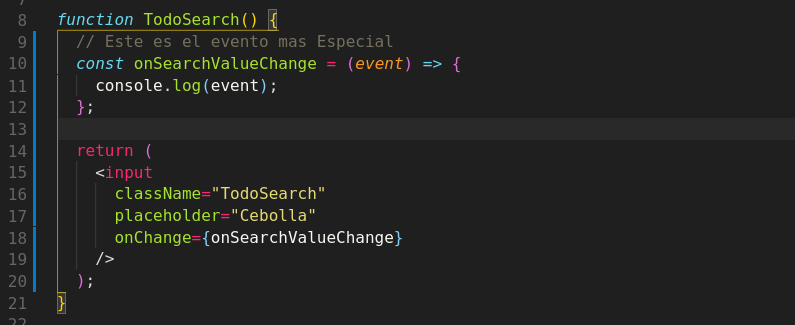 8 function TodoSearch() {
9 // Este es el evento mas Especial
10 const onSearchValueChange = (event) => {
11 console.log(event);
12 };
13
14 return (
15 <input
16 className="TodoSearch"
17 placeholder="Cebolla"
18 onChange={onSearchValueChange}
19 />
20 );
21 }
22